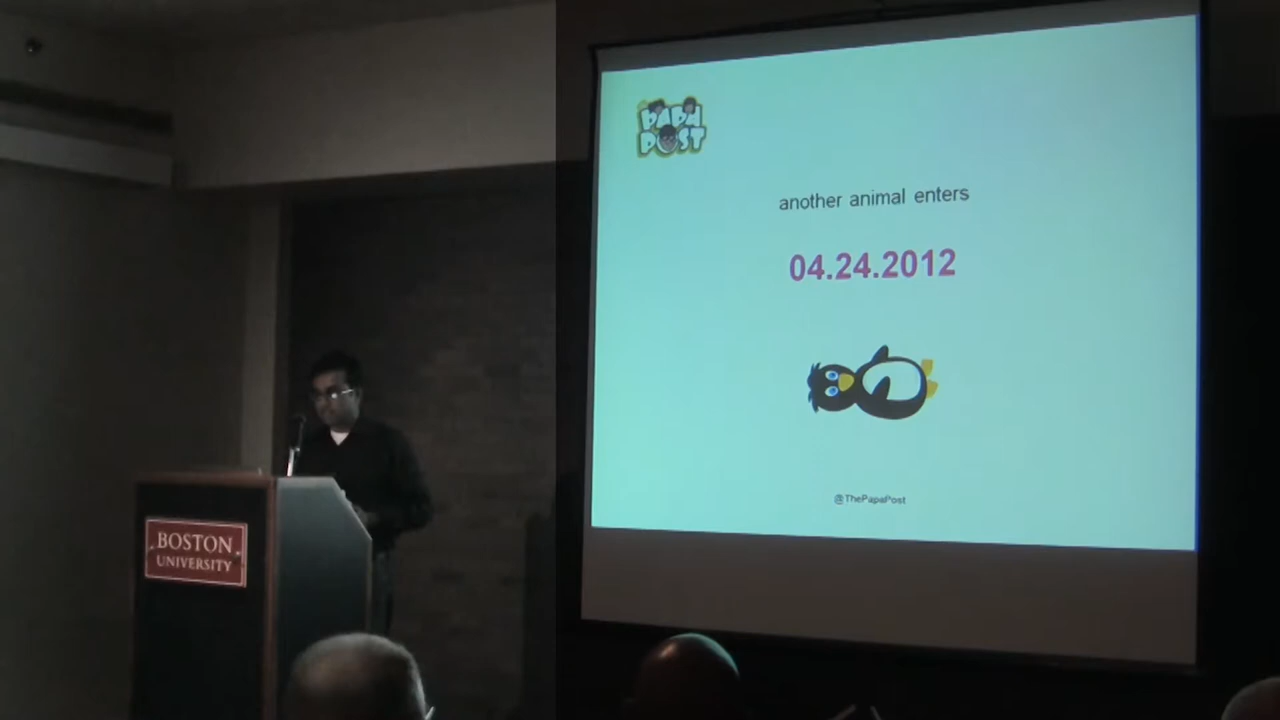 PAPA
POST
another animal enters
04.24.2012
@ThePapaPost
BOSTON
UNIVERSITY